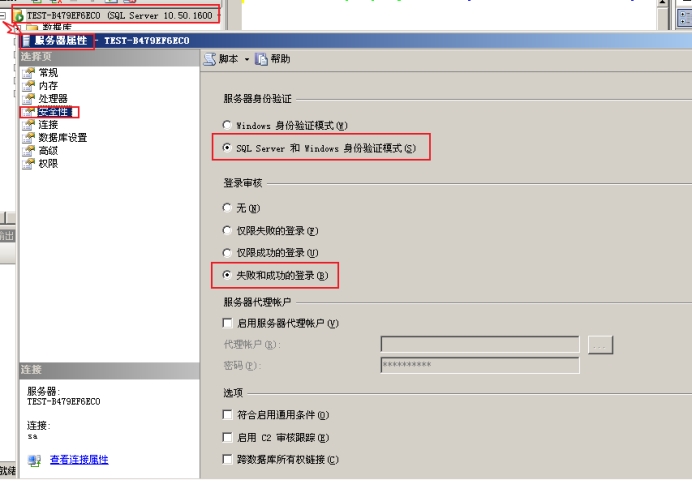 TEST-B479EF6EC0 (SQL Server 10.50.1600
数据库
服务器属性 - TEST-B479EF6EC0
选择页
常规
内存
处理器
安全性
连接
数据库设置
高级
权限
脚本
帮助
服务器身份验证
Windows 身份验证模式(W)
SQL Server 和 Windows 身份验证模式(S)
登录审核
无(N)
仅限失败的登录(F)
仅限成功的登录(U)
失败和成功的登录(B)
服务器代理帐户
启用服务器代理帐户(V)
代理帐户(R):
...
密码(P):
**********
选项
符合启用通用条件(O)
启用 C2 审核跟踪(E)
跨数据库所有权链接(C)
连接
服务器:
TEST-B479EF6EC0
连接:
sa
查看连接属性
就绪